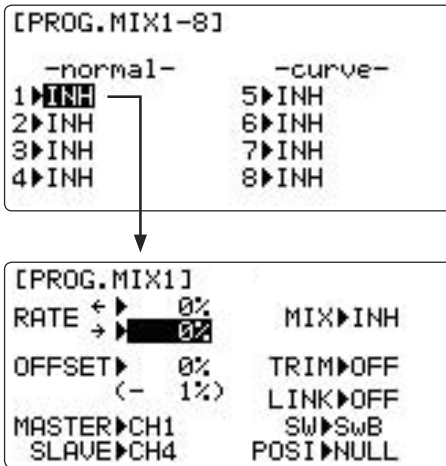 [PROG.MIX1-8]
-normal- -curve-
1▶INH 5▶INH
2▶INH 6▶INH
3▶INH 7▶INH
4▶INH 8▶INH
[PROG.MIX1]
RATE ←▶ 0% MIX▶INH
→▶ 0%
OFFSET▶ 0% TRIM▶OFF
(- 1%) LINK▶OFF
MASTER▶CH1 SW▶SwB
SLAVE▶CH4 POSI▶NULL